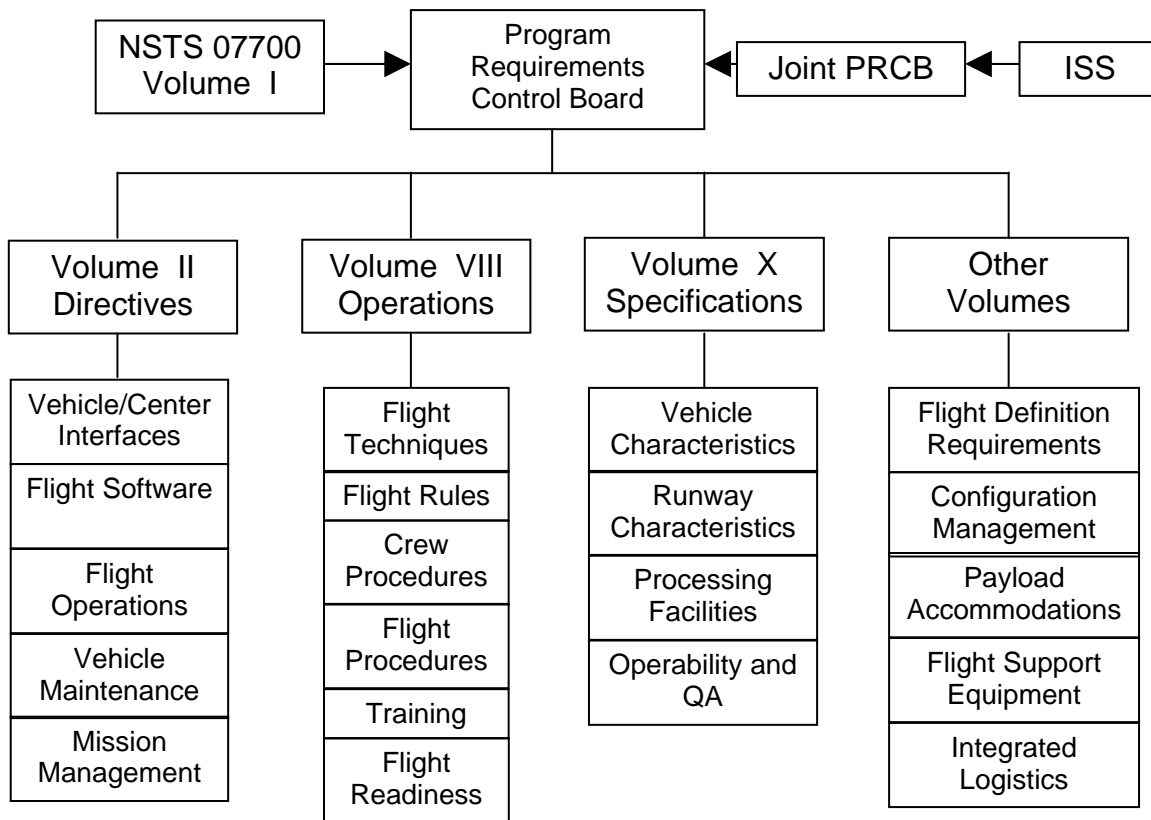 NSTS 07700
Volume I
Program
Requirements
Control Board
Joint PRCB
ISS
Volume II
Directives
Volume VIII
Operations
Volume X
Specifications
Other
Volumes
Vehicle/Center
Interfaces
Flight Software
Flight
Operations
Vehicle
Maintenance
Mission
Management
Flight
Techniques
Flight Rules
Crew
Procedures
Flight
Procedures
Training
Flight
Readiness
Vehicle
Characteristics
Runway
Characteristics
Processing
Facilities
Operability and
QA
Flight Definition
Requirements
Configuration
Management
Payload
Accommodations
Flight Support
Equipment
Integrated
Logistics